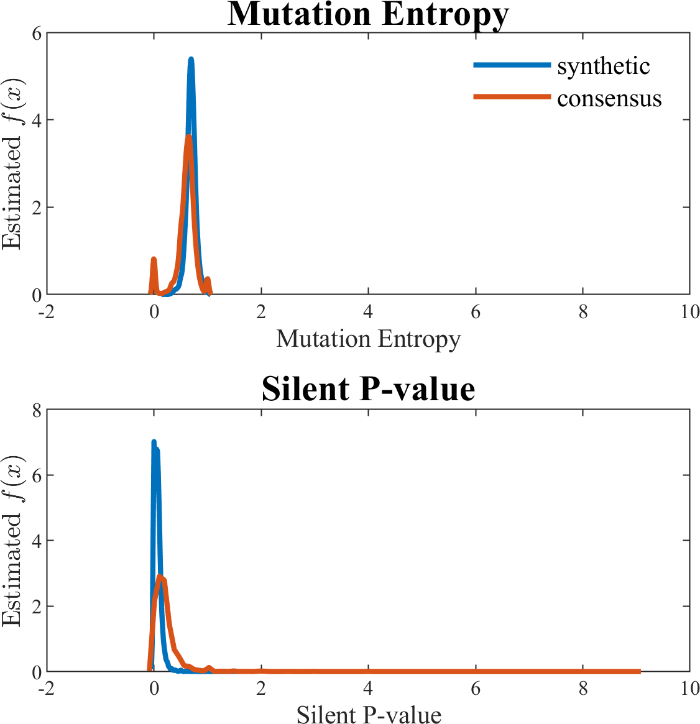 Mutation Entropy
6
synthetic
consensus
4
2
0
Estimated f(x)
-2 0 2 4 6 8 10
Mutation Entropy
Silent P-value
8
6
4
2
0
Estimated f(x)
-2 0 2 4 6 8 10
Silent P-value